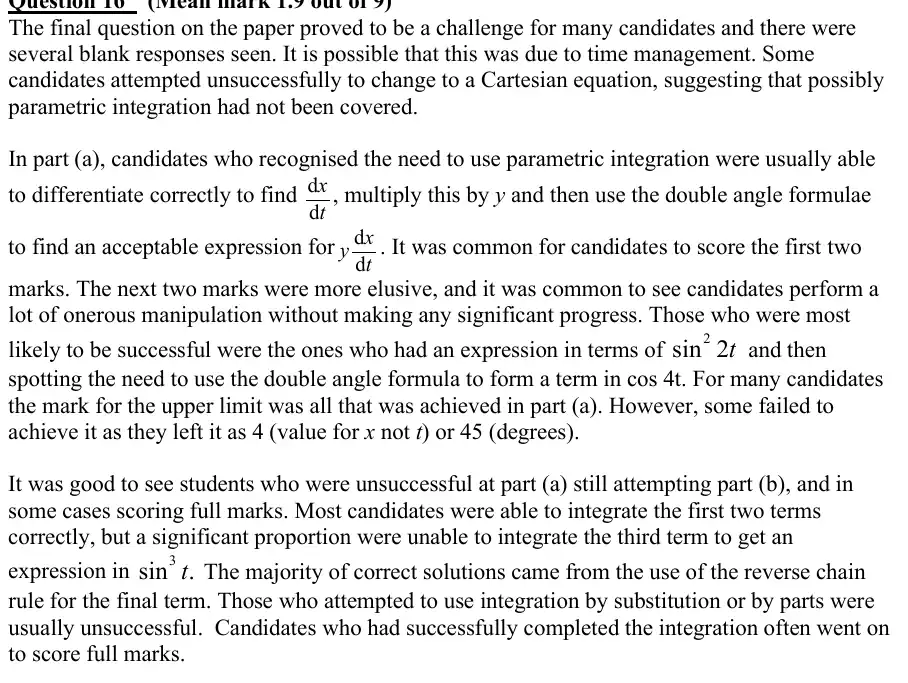 Question 16 (Mean mark 1.9 out of 9)
The final question on the paper proved to be a challenge for many candidates and there were
several blank responses seen. It is possible that this was due to time management. Some
candidates attempted unsuccessfully to change to a Cartesian equation, suggesting that possibly
parametric integration had not been covered.
In part (a), candidates who recognised the need to use parametric integration were usually able
to differentiate correctly to find dx/dt, multiply this by y and then use the double angle formulae
to find an acceptable expression for y dx/dt. It was common for candidates to score the first two
marks. The next two marks were more elusive, and it was common to see candidates perform a
lot of onerous manipulation without making any significant progress. Those who were most
likely to be successful were the ones who had an expression in terms of sin² 2t and then
spotting the need to use the double angle formula to form a term in cos 4t. For many candidates
the mark for the upper limit was all that was achieved in part (a). However, some failed to
achieve it as they left it as 4 (value for x not t) or 45 (degrees).
It was good to see students who were unsuccessful at part (a) still attempting part (b), and in
some cases scoring full marks. Most candidates were able to integrate the first two terms
correctly, but a significant proportion were unable to integrate the third term to get an
expression in sin³ t. The majority of correct solutions came from the use of the reverse chain
rule for the final term. Those who attempted to use integration by substitution or by parts were
usually unsuccessful. Candidates who had successfully completed the integration often went on
to score full marks.